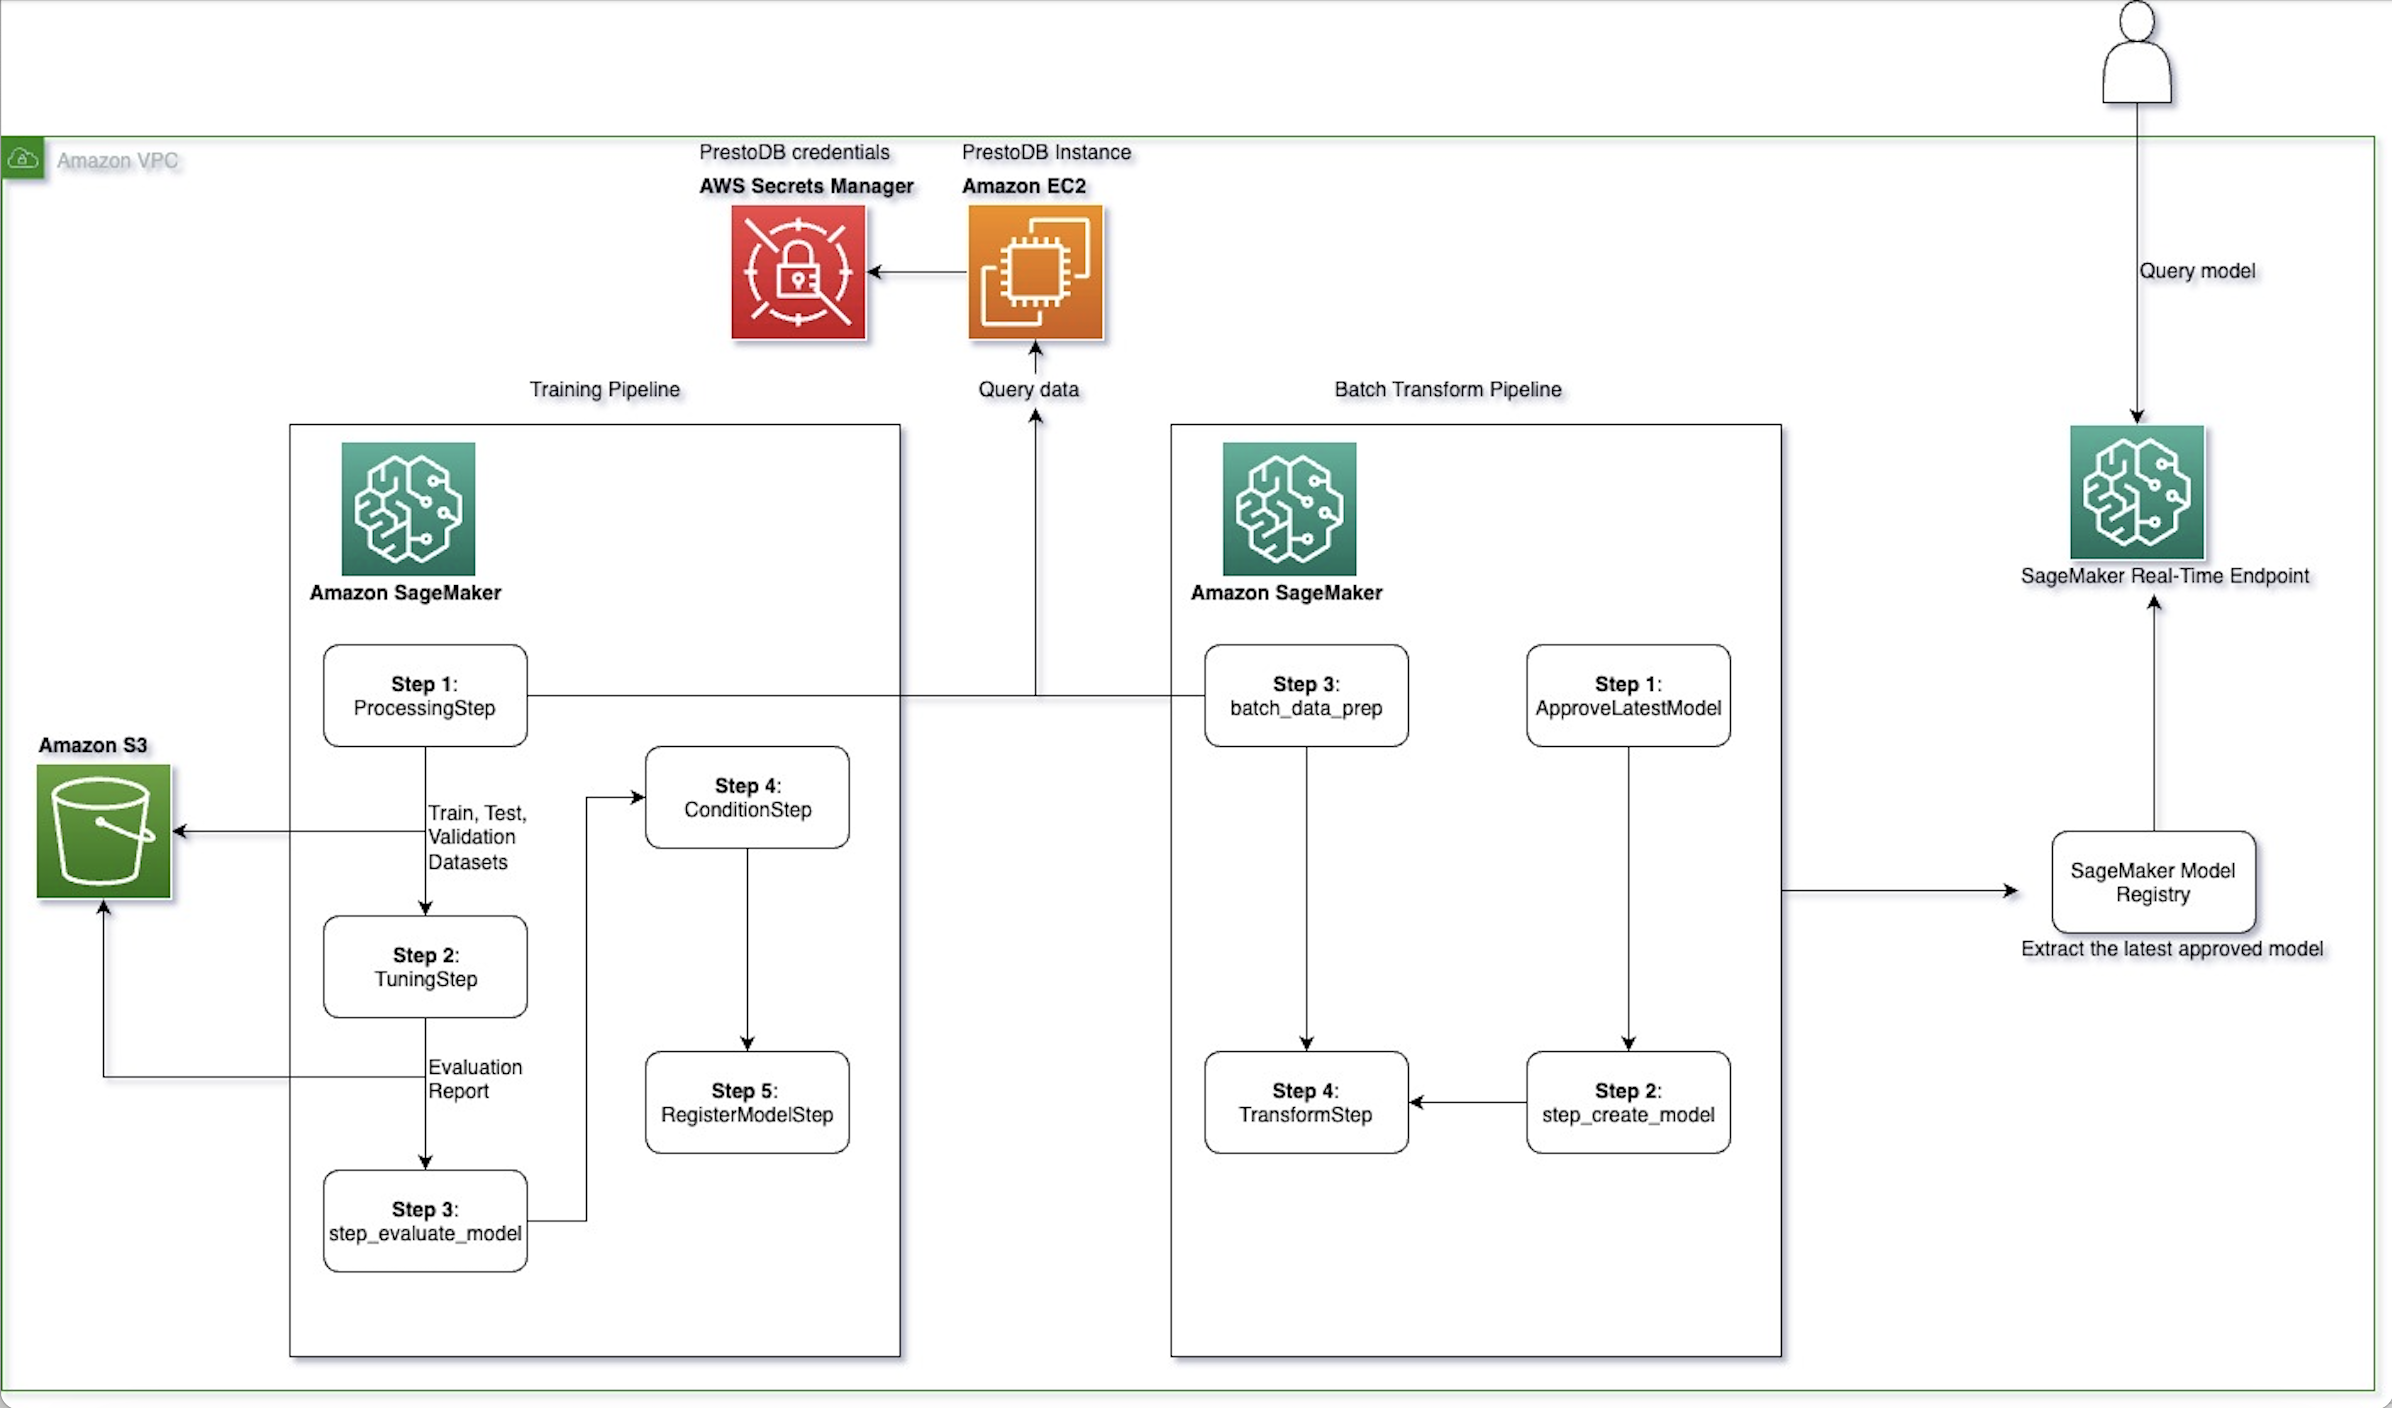 Amazon VPC
PrestoDB credentials
AWS Secrets Manager
PrestoDB Instance
Amazon EC2
Query model
Training Pipeline
Query data
Batch Transform Pipeline
Amazon SageMaker
Amazon SageMaker
SageMaker Real-Time Endpoint
Step 1:
ProcessingStep
Step 3:
batch_data_prep
Step 1:
ApproveLatestModel
Amazon S3
Train, Test,
Validation
Datasets
Step 4:
ConditionStep
SageMaker Model
Registry
Extract the latest approved model
Step 2:
TuningStep
Evaluation
Report
Step 5:
RegisterModelStep
Step 4:
TransformStep
Step 2:
step_create_model
Step 3:
step_evaluate_model